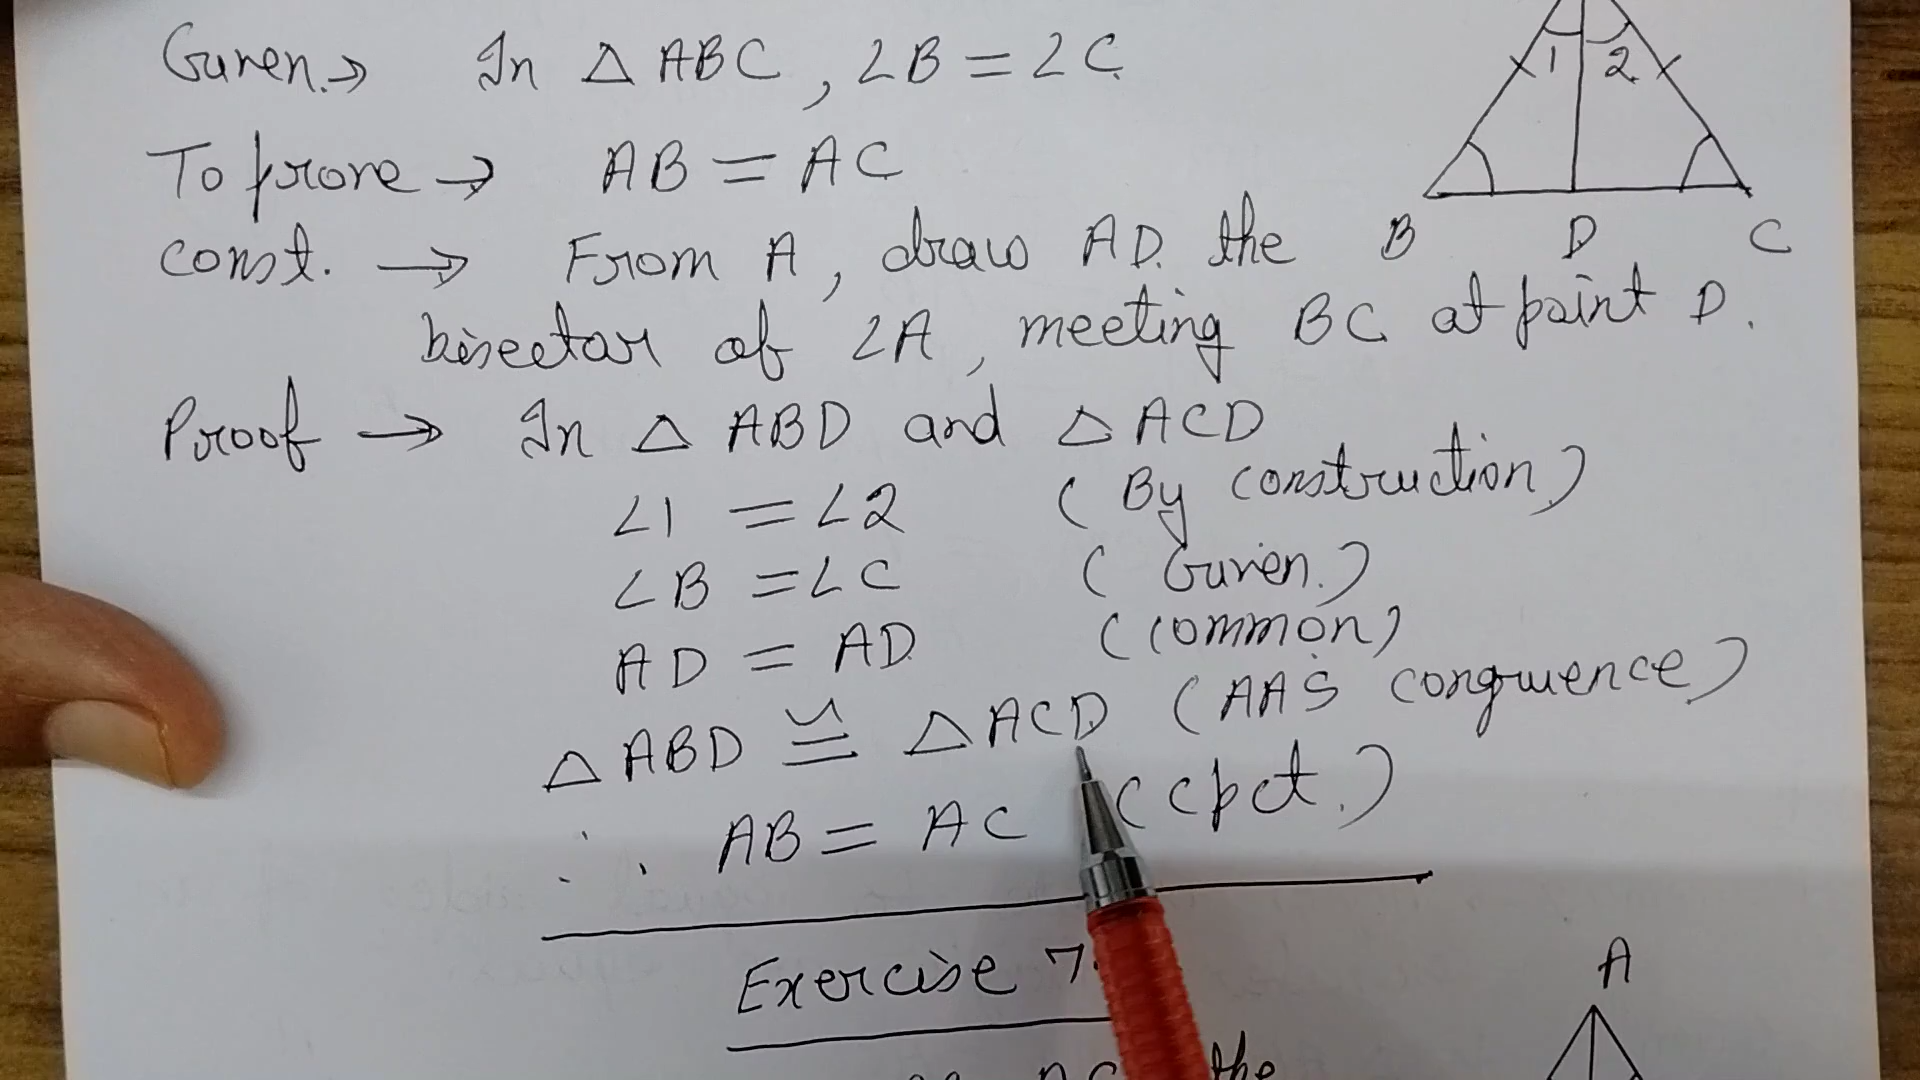 Given. → In △ ABC, ∠B = ∠C
1 2
To prove → AB = AC
B D C
const. → From A, draw AD. the
bisector of ∠A, meeting BC at point D.
Proof → In △ ABD and △ ACD
∠1 = ∠2 (By construction)
∠B = ∠C (Given.)
AD = AD (common)
△ ABD ≅ △ ACD (AAS congruence)
∴ AB = AC (cpct.)
Exercise 7.
A
the